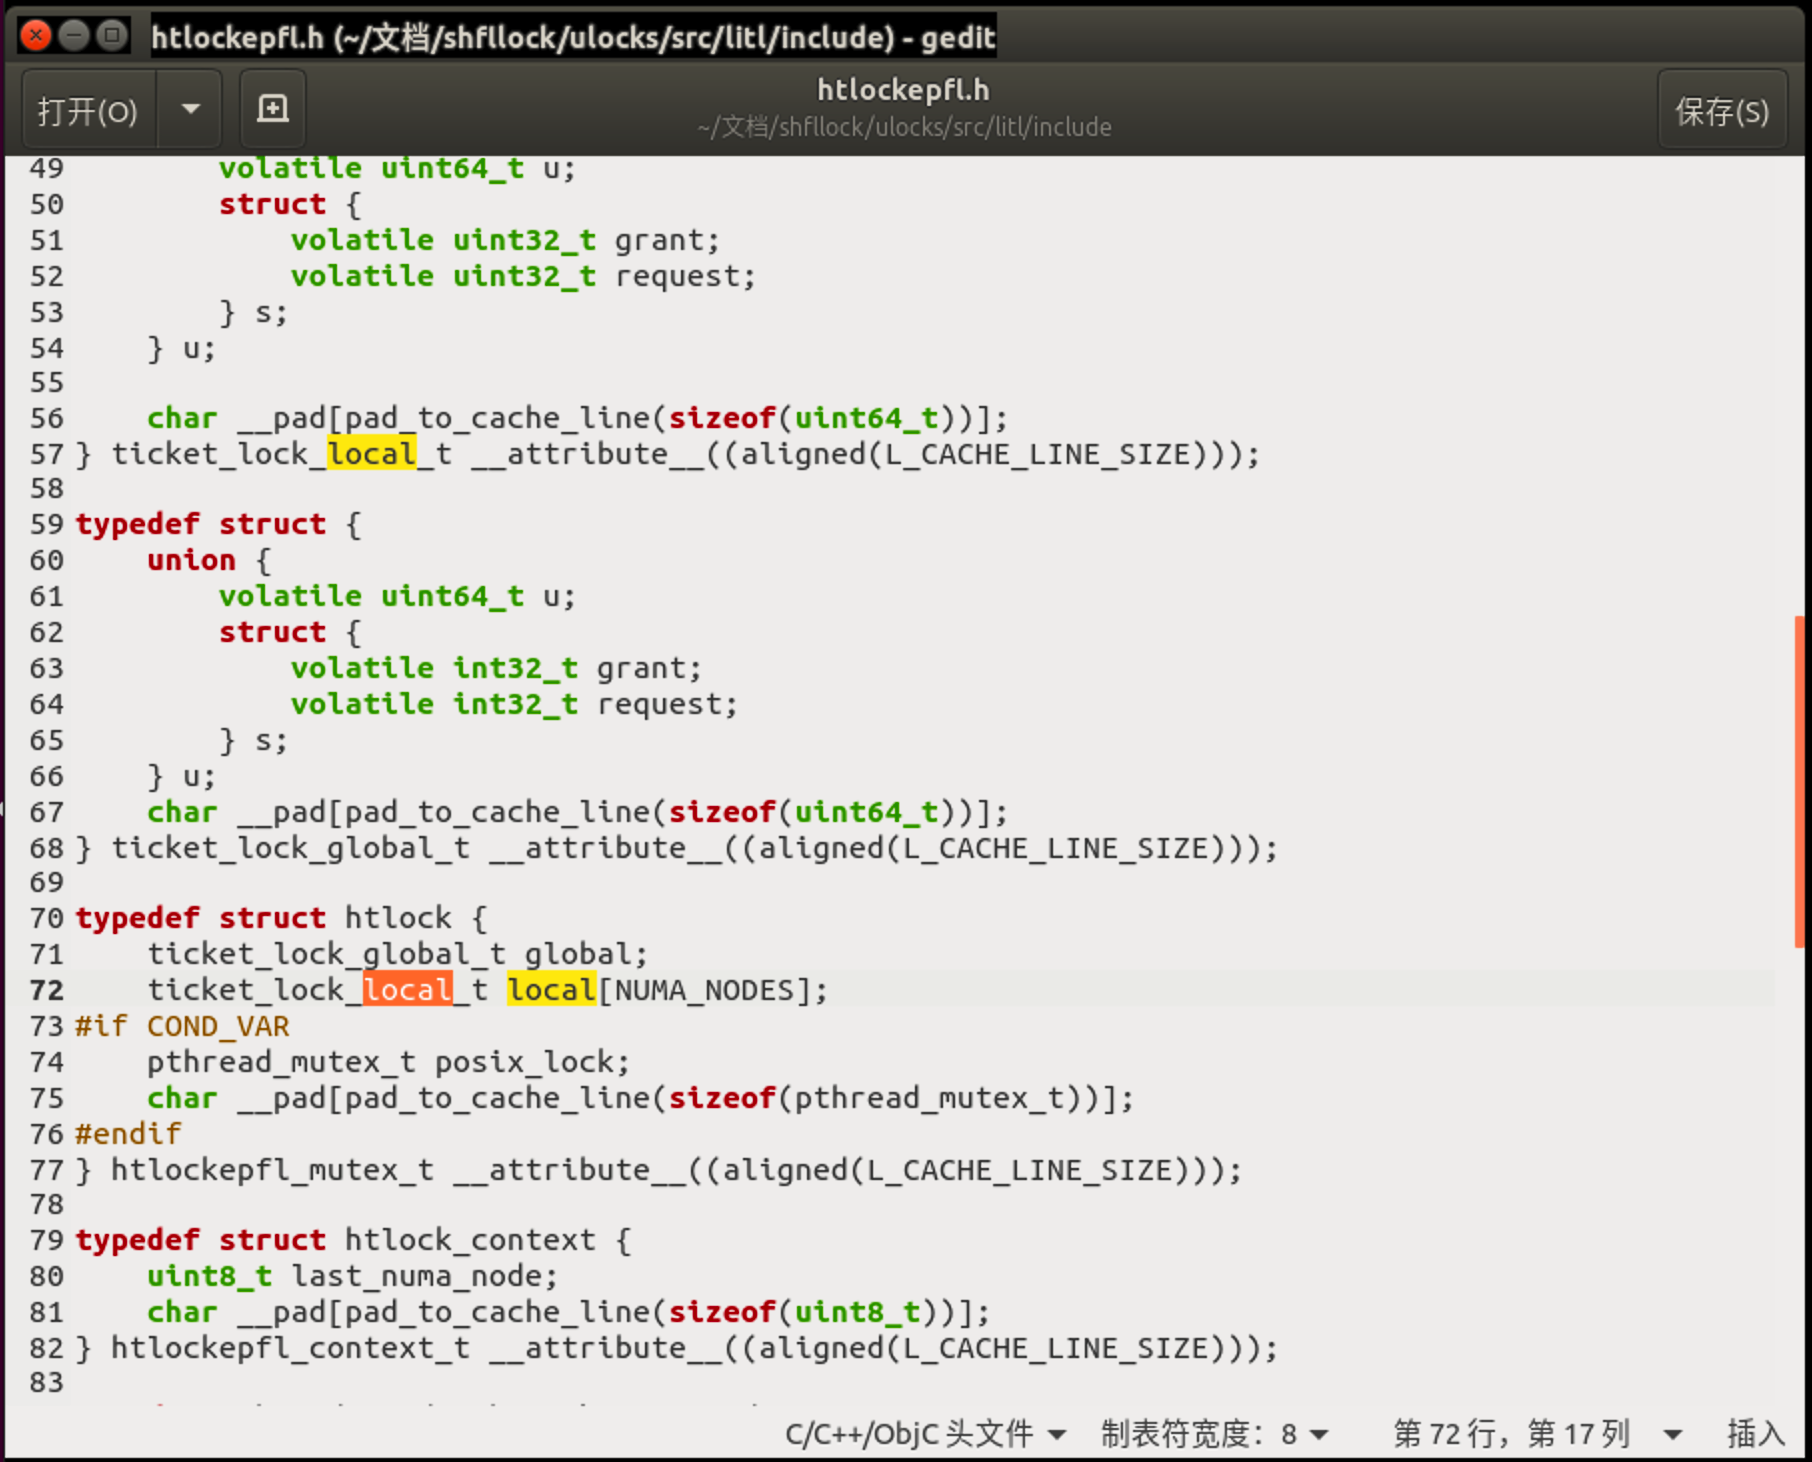 htlockepfl.h (~/文档/shfllock/ulocks/src/litl/include) - gedit
打开(O)
htlockepfl.h
~/文档/shfllock/ulocks/src/litl/include
保存(S)
49         volatile uint64_t u;
50         struct {
51             volatile uint32_t grant;
52             volatile uint32_t request;
53         } s;
54     } u;
55
56     char __pad[pad_to_cache_line(sizeof(uint64_t))];
57 } ticket_lock_local_t __attribute__((aligned(L_CACHE_LINE_SIZE)));
58
59 typedef struct {
60     union {
61         volatile uint64_t u;
62         struct {
63             volatile int32_t grant;
64             volatile int32_t request;
65         } s;
66     } u;
67     char __pad[pad_to_cache_line(sizeof(uint64_t))];
68 } ticket_lock_global_t __attribute__((aligned(L_CACHE_LINE_SIZE)));
69
70 typedef struct htlock {
71     ticket_lock_global_t global;
72     ticket_lock_local_t local[NUMA_NODES];
73 #if COND_VAR
74     pthread_mutex_t posix_lock;
75     char __pad[pad_to_cache_line(sizeof(pthread_mutex_t))];
76 #endif
77 } htlockepfl_mutex_t __attribute__((aligned(L_CACHE_LINE_SIZE)));
78
79 typedef struct htlock_context {
80     uint8_t last_numa_node;
81     char __pad[pad_to_cache_line(sizeof(uint8_t))];
82 } htlockepfl_context_t __attribute__((aligned(L_CACHE_LINE_SIZE)));
83
C/C++/ObjC 头文件 制表符宽度：8 第 72 行，第 17 列 插入